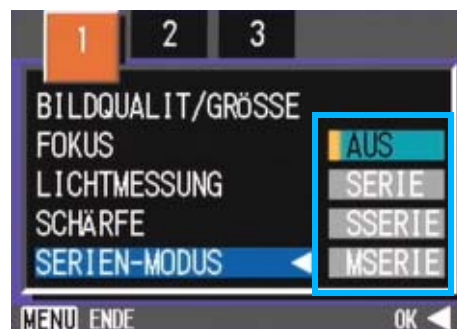 1 2 3
BILDQUALIT/GRÖSSE
FOKUS AUS
LICHTMESSUNG SERIE
SCHÄRFE SSERIE
SERIEN-MODUS MSERIE
MENU ENDE OK